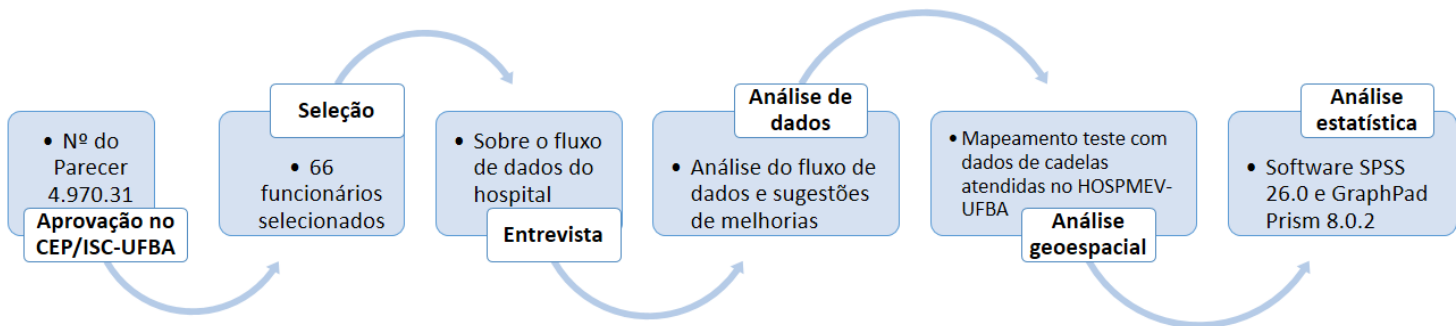 • Nº do
Parecer
4.970.31
Aprovação no
CEP/ISC-UFBA
Seleção
• 66
funcionários
selecionados
• Sobre o fluxo
de dados do
hospital
Entrevista
Análise de
dados
• Análise do fluxo de
dados e sugestões
de melhorias
• Mapeamento teste com
dados de cadelas
atendidas no HOSPMEV-
UFBA
Análise
geoespacial
Análise
estatística
• Software SPSS
26.0 e GraphPad
Prism 8.0.2